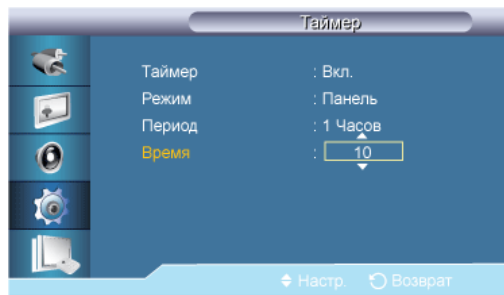 Таймер
Таймер : Вкл.
Режим : Панель
Период : 1 Часов
Время : 10
Настр. Возврат